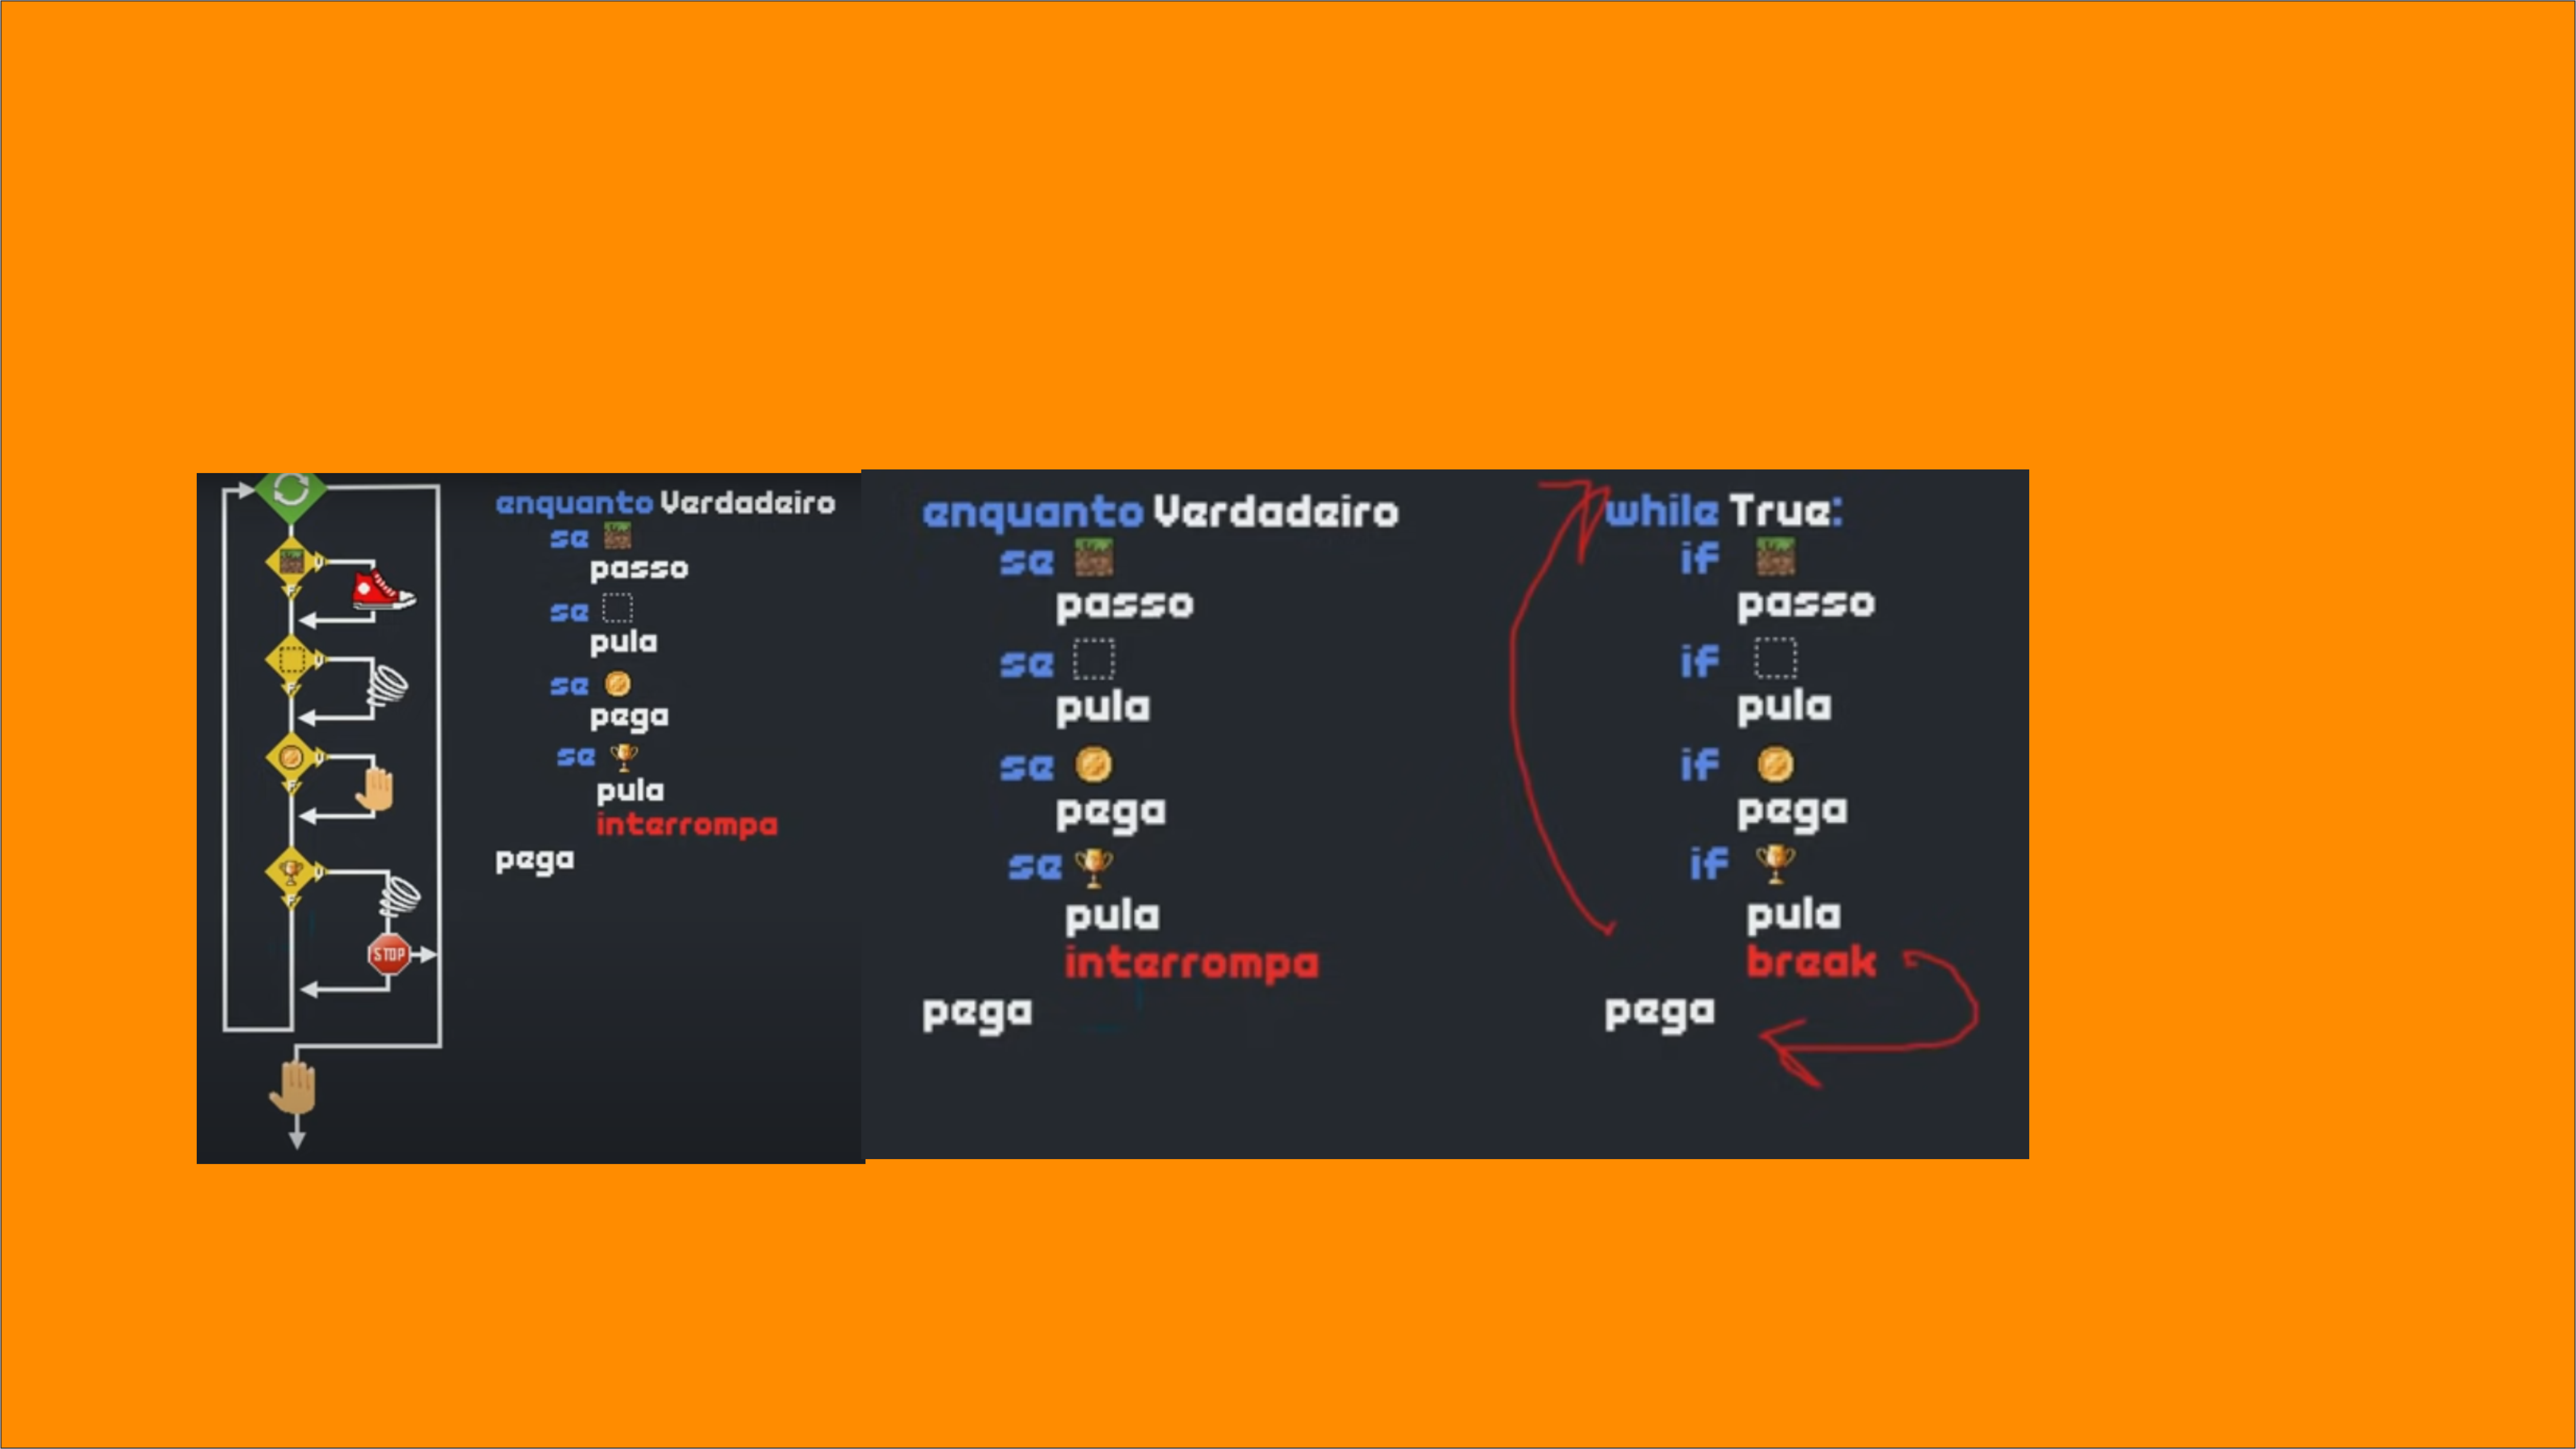 enquanto Verdadeiro
se
passo
se
pula
se
pega
se
pula
interrompa
pega
V
F
V
F
V
F
V
STOP
F
enquanto Verdadeiro
se
passo
se
pula
se
pega
se
pula
interrompa
pega
while True:
if
passo
if
pula
if
pega
if
pula
break
pega